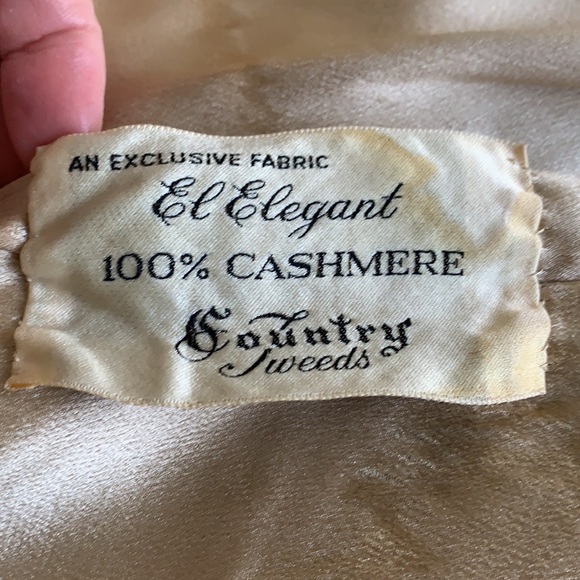 AN EXCLUSIVE FABRIC
El Elegant
100% CASHMERE
Country
Tweeds